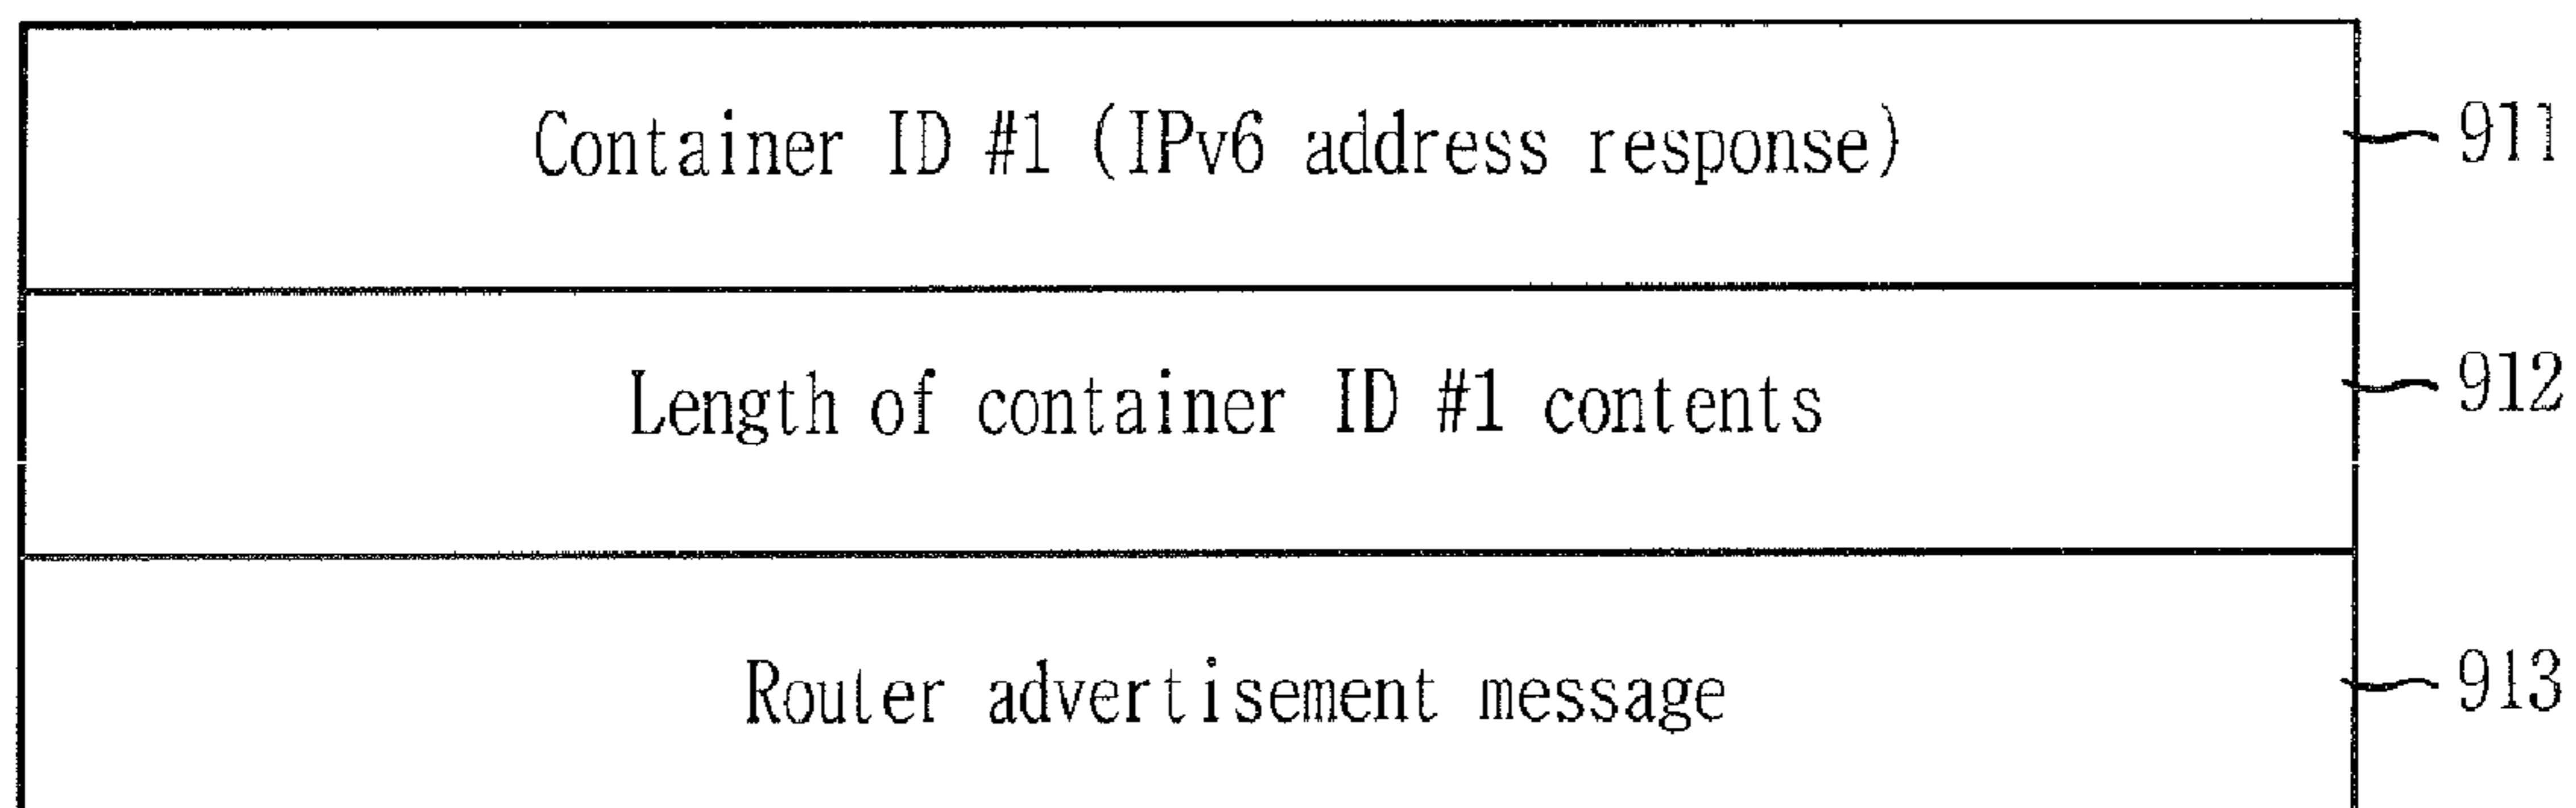 Container ID #1 (IPv6 address response) 911
Length of container ID #1 contents 912
Router advertisement message 913